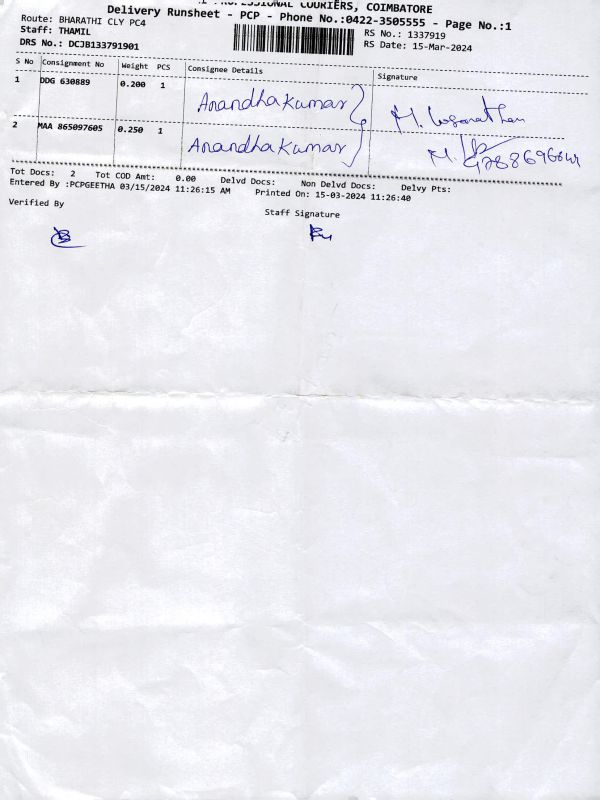 PROFESSIONAL COURIERS, COIMBATORE
Delivery Runsheet - PCP - Phone No.:0422-3505555 - Page No.:1
Route: BHARATHI CLY PC4
RS No.: 1337919
Staff: THAMIL
RS Date: 15-Mar-2024
DRS No.: DCJB133791901
S No Consignment No Weight PCS Consignee Details Signature
1 DDG 630889 0.200 1 Anandhakumar M. Loganathan
2 MAA 865097605 0.250 1 Anandhakumar M.
Tot Docs: 2 Tot COD Amt: 0.00 Delvd Docs: Non Delvd Docs: Delvy Pts:
Entered By :PCPGEETHA 03/15/2024 11:26:15 AM Printed On: 15-03-2024 11:26:40
Verified By
Staff Signature